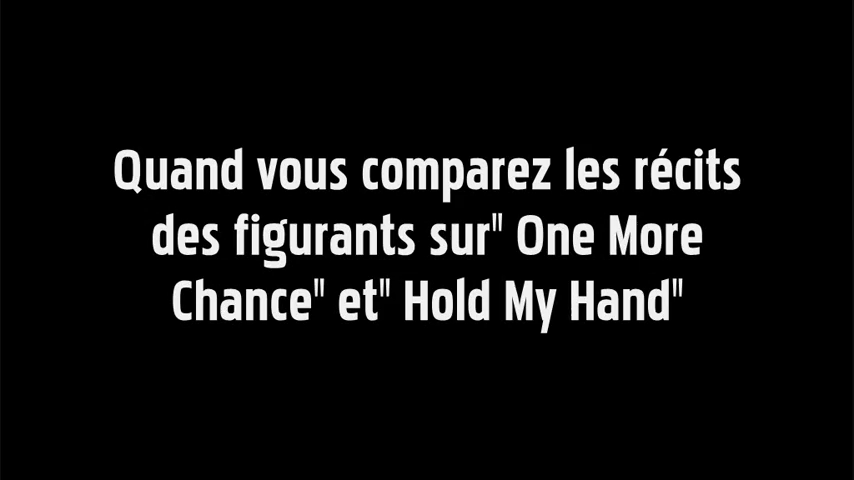 Quand vous comparez les récits
des figurants sur" One More
Chance" et" Hold My Hand"